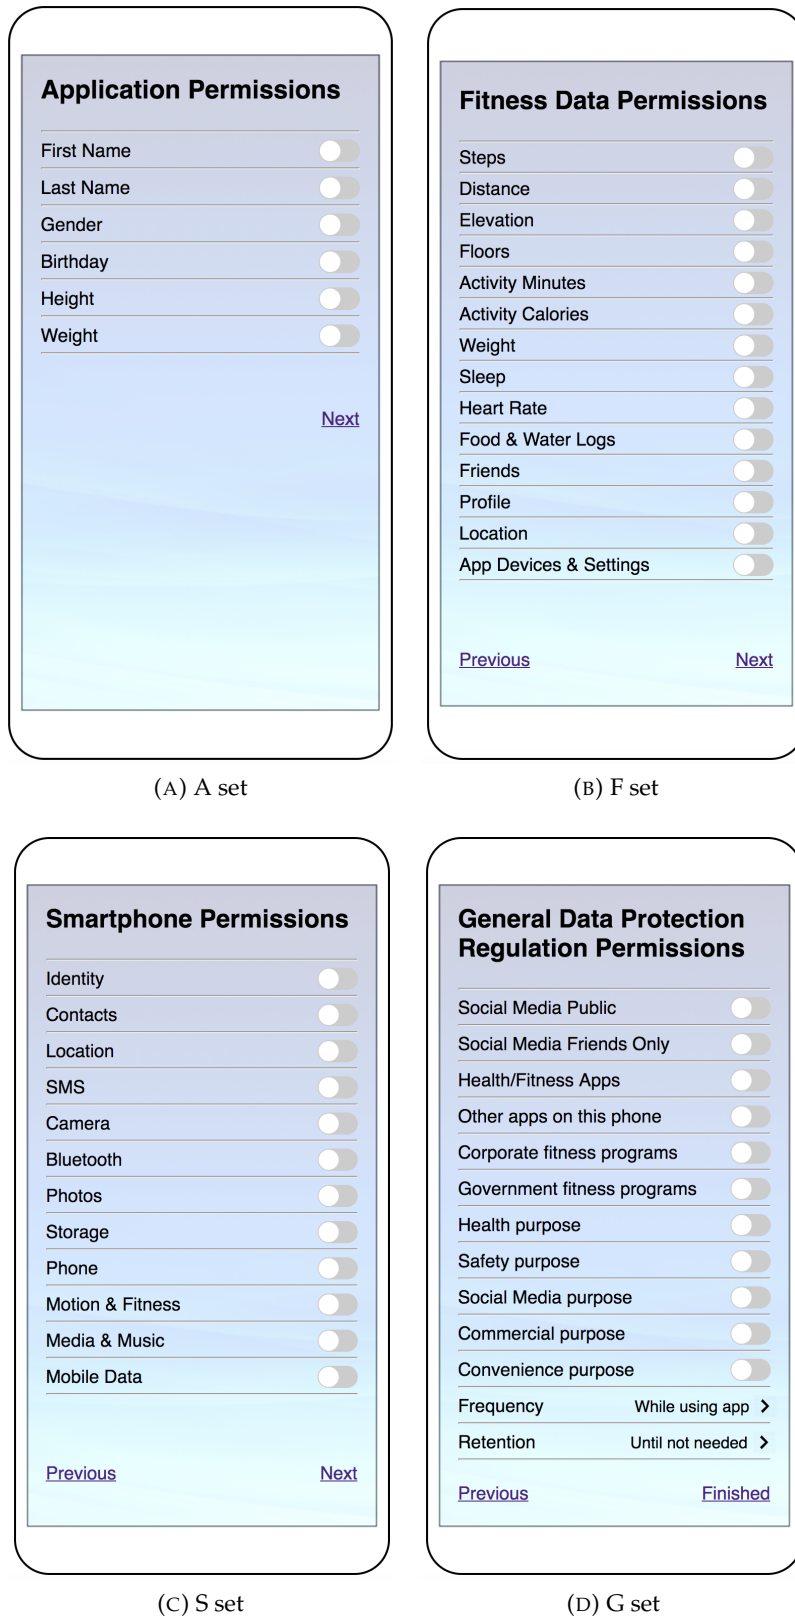 Application Permissions
First Name
Last Name
Gender
Birthday
Height
Weight
Next
(A) A set
Fitness Data Permissions
Steps
Distance
Elevation
Floors
Activity Minutes
Activity Calories
Weight
Sleep
Heart Rate
Food & Water Logs
Friends
Profile
Location
App Devices & Settings
Previous Next
(B) F set
Smartphone Permissions
Identity
Contacts
Location
SMS
Camera
Bluetooth
Photos
Storage
Phone
Motion & Fitness
Media & Music
Mobile Data
Previous Next
(C) S set
General Data Protection
Regulation Permissions
Social Media Public
Social Media Friends Only
Health/Fitness Apps
Other apps on this phone
Corporate fitness programs
Government fitness programs
Health purpose
Safety purpose
Social Media purpose
Commercial purpose
Convenience purpose
Frequency While using app
Retention Until not needed
Previous Finished
(D) G set